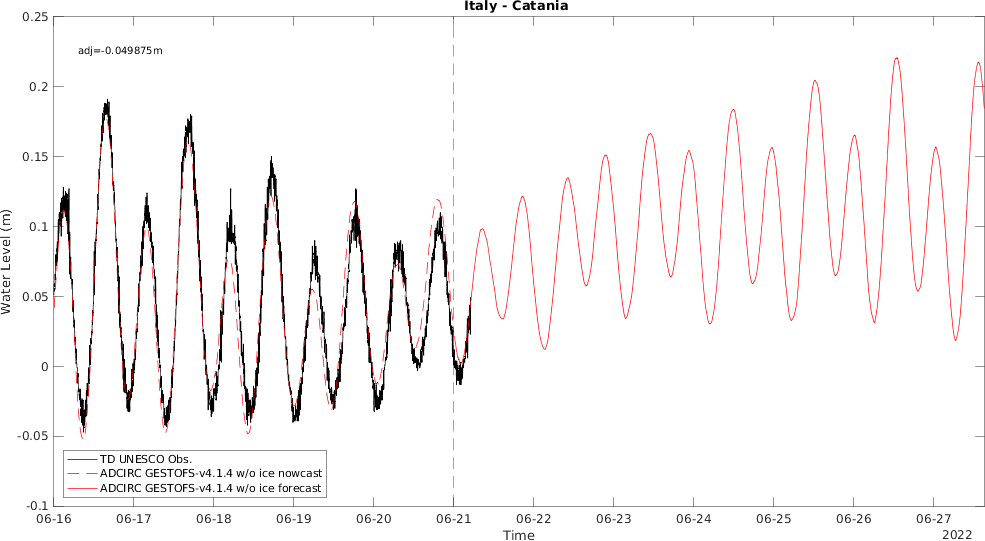 Italy - Catania
adj=-0.049875m
0.25
0.2
0.15
0.1
0.05
0
-0.05
-0.1
Water Level (m)
TD UNESCO Obs.
ADCIRC GESTOFS-v4.1.4 w/o ice nowcast
ADCIRC GESTOFS-v4.1.4 w/o ice forecast
06-16 06-17 06-18 06-19 06-20 06-21 06-22 06-23 06-24 06-25 06-26 06-27
Time
2022